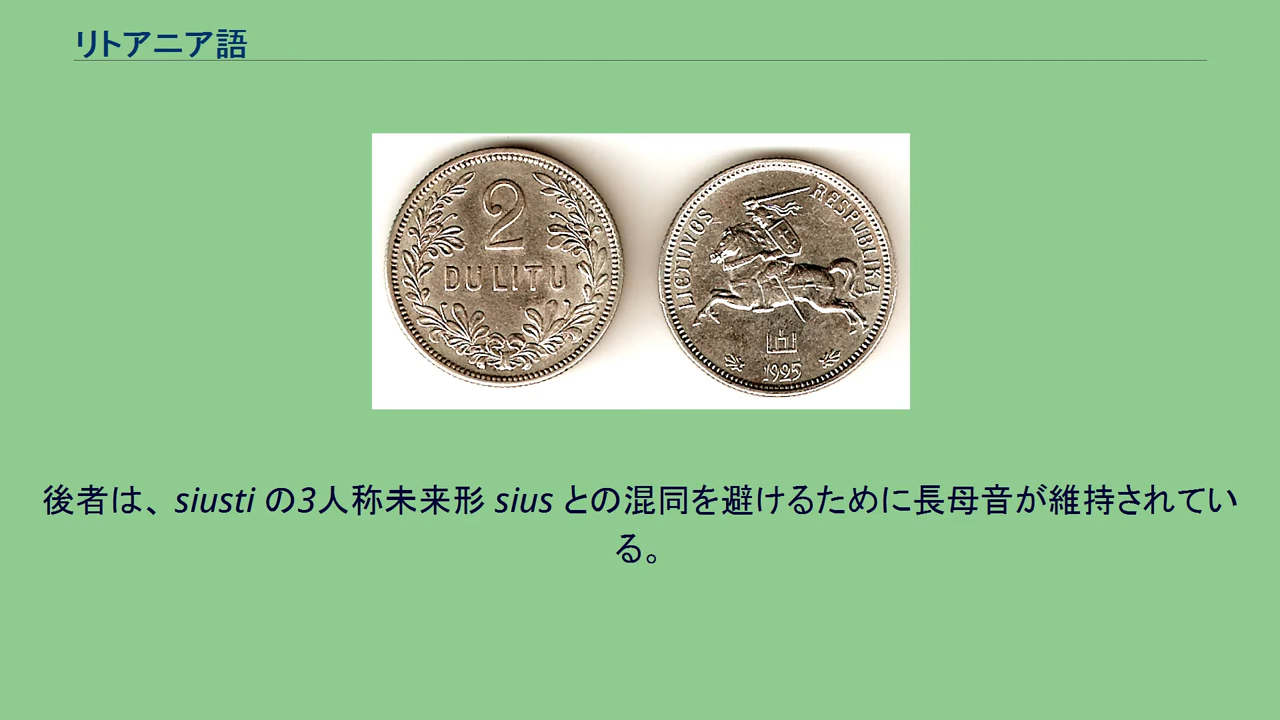 リトアニア語
2
DU LITU
LIETUVOS RESPUBLIKA
1925
後者は、siusti の3人称未来形 sius との混同を避けるために長母音が維持されてい
る。